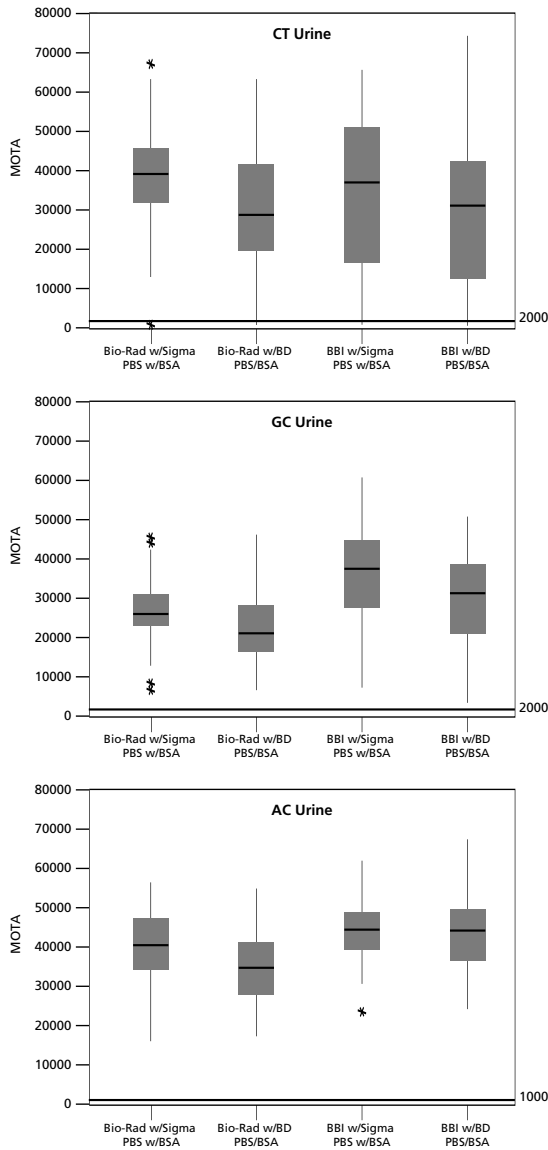 CT Urine
80000
70000
60000
50000
40000
30000
20000
10000
0
MOTA
2000
Bio-Rad w/Sigma
PBS w/BSA
Bio-Rad w/BD
PBS/BSA
BBI w/Sigma
PBS w/BSA
BBI w/BD
PBS/BSA
GC Urine
80000
70000
60000
50000
40000
30000
20000
10000
0
MOTA
2000
Bio-Rad w/Sigma
PBS w/BSA
Bio-Rad w/BD
PBS/BSA
BBI w/Sigma
PBS w/BSA
BBI w/BD
PBS/BSA
AC Urine
80000
70000
60000
50000
40000
30000
20000
10000
0
MOTA
1000
Bio-Rad w/Sigma
PBS w/BSA
Bio-Rad w/BD
PBS/BSA
BBI w/Sigma
PBS w/BSA
BBI w/BD
PBS/BSA